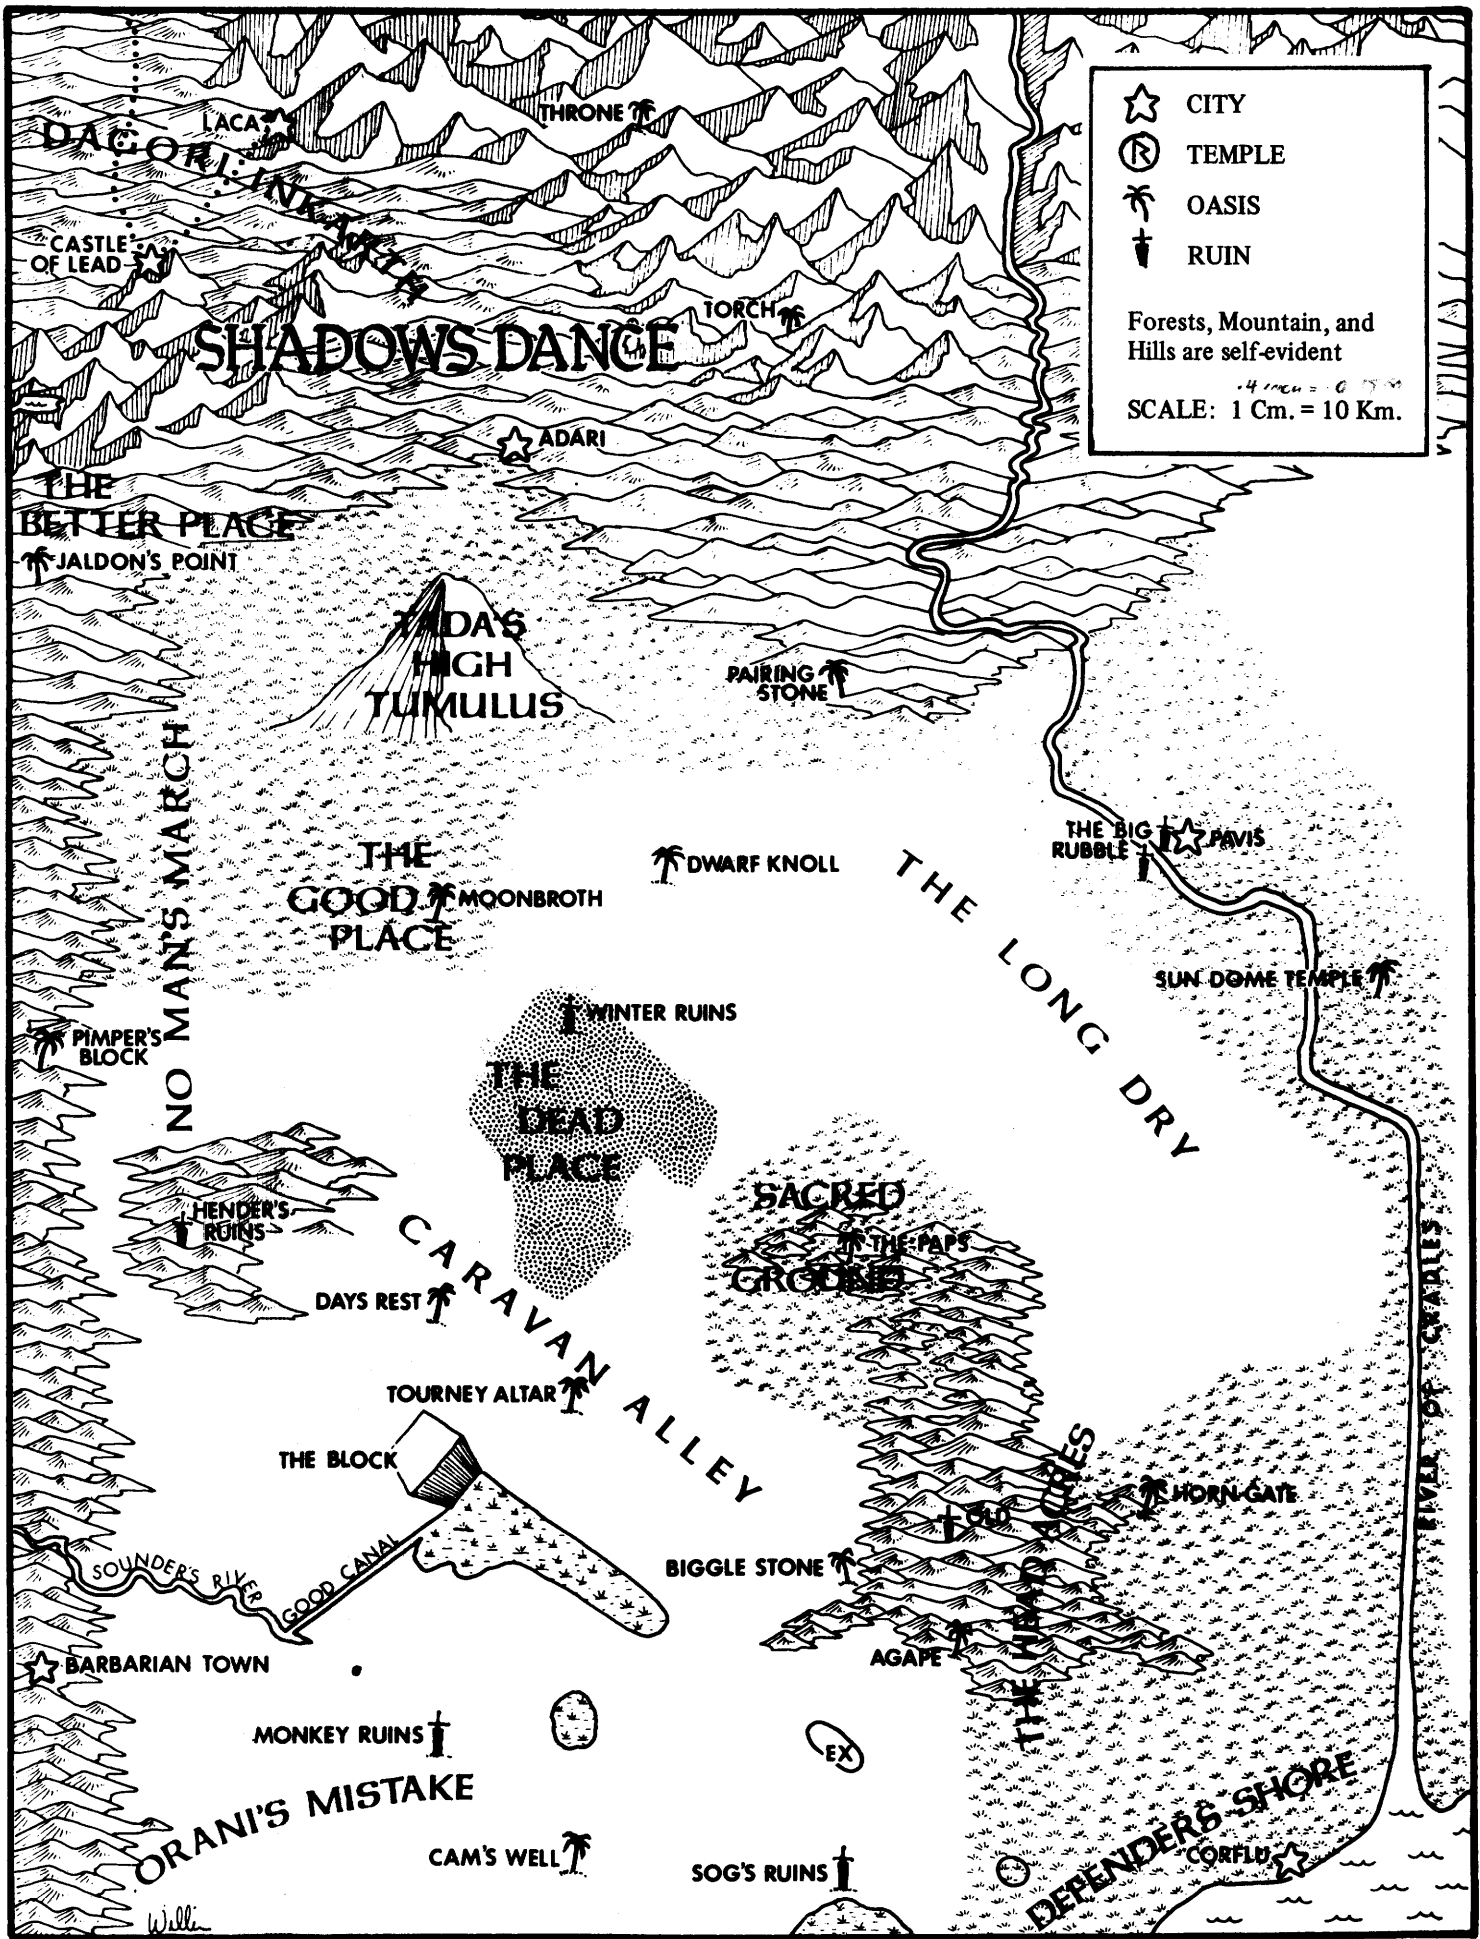 THRONE
LACA
DAGORI INKARTH
CASTLE
OF LEAD
TORCH
SHADOWS DANCE
CITY
TEMPLE
OASIS
RUIN
Forests, Mountain, and
Hills are self-evident
SCALE: 1 Cm. = 10 Km.
ADARI
THE
BETTER PLACE
JALDON'S POINT
TADA'S
HIGH
TUMULUS
PAIRING
STONE
NO MAN'S MARCH
THE BIG
RUBBLE
PAVIS
THE
GOOD
PLACE
MOONBROTH
DWARF KNOLL
THE LONG DRY
SUN DOME TEMPLE
WINTER RUINS
PIMPER'S
BLOCK
THE
DEAD
PLACE
SACRED
GROUND
THE PAPS
HENDER'S
RUINS
CARAVAN ALLEY
DAYS REST
RIVER OF CRADLES
TOURNEY ALTAR
THE BLOCK
HORN GATE
OLD
THE HEAD ACRES
SOUNDER'S RIVER
GOOD CANAL
BIGGLE STONE
AGAPE
BARBARIAN TOWN
MONKEY RUINS
EX
ORANI'S MISTAKE
CAM'S WELL
SOG'S RUINS
DEFENDERS SHORE
CORFLU